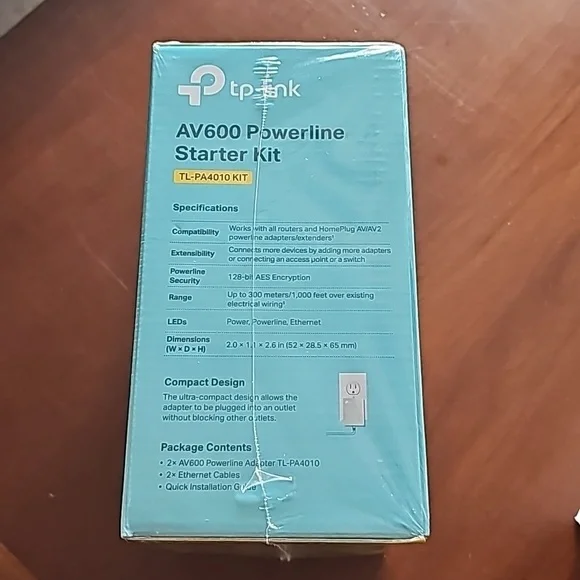 tp-link
AV600 Powerline
Starter Kit
TL-PA4010 KIT
Specifications
Compatibility
Works with all routers and HomePlug AV/AV2
powerline adapters/extenders†
Extensibility
Connects more devices by adding more adapters
or connecting an access point or a switch
Powerline
Security
128-bit AES Encryption
Range
Up to 300 meters/1,000 feet over existing
electrical wiring‡
LEDs
Power, Powerline, Ethernet
Dimensions
(W × D × H)
2.0 × 1.1 × 2.6 in (52 × 28.5 × 65 mm)
Compact Design
The ultra-compact design allows the
adapter to be plugged into an outlet
without blocking other outlets.
Package Contents
• 2× AV600 Powerline Adapter TL-PA4010
• 2× Ethernet Cables
• Quick Installation Guide